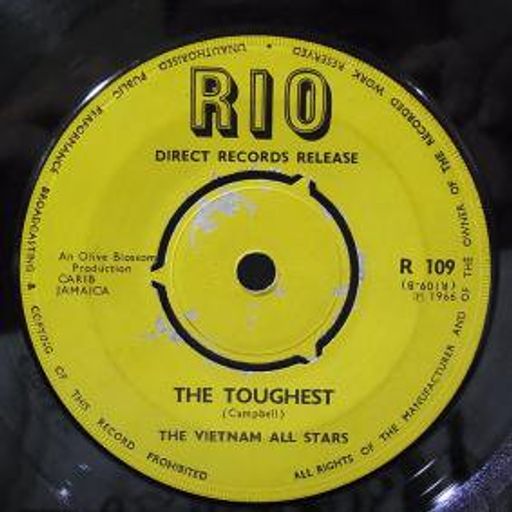 RIO
DIRECT RECORDS RELEASE
An Olive Blossom
Production
CARIB
JAMAICA
R 109
(R109-B)
℗ 1966
THE TOUGHEST
(Campbell)
THE VIETNAM ALL STARS
ALL RIGHTS OF THE MANUFACTURER AND OF THE OWNER OF THE RECORDED WORK RESERVED • UNAUTHORISED PUBLIC PERFORMANCE BROADCASTING & COPYING OF THIS RECORD PROHIBITED